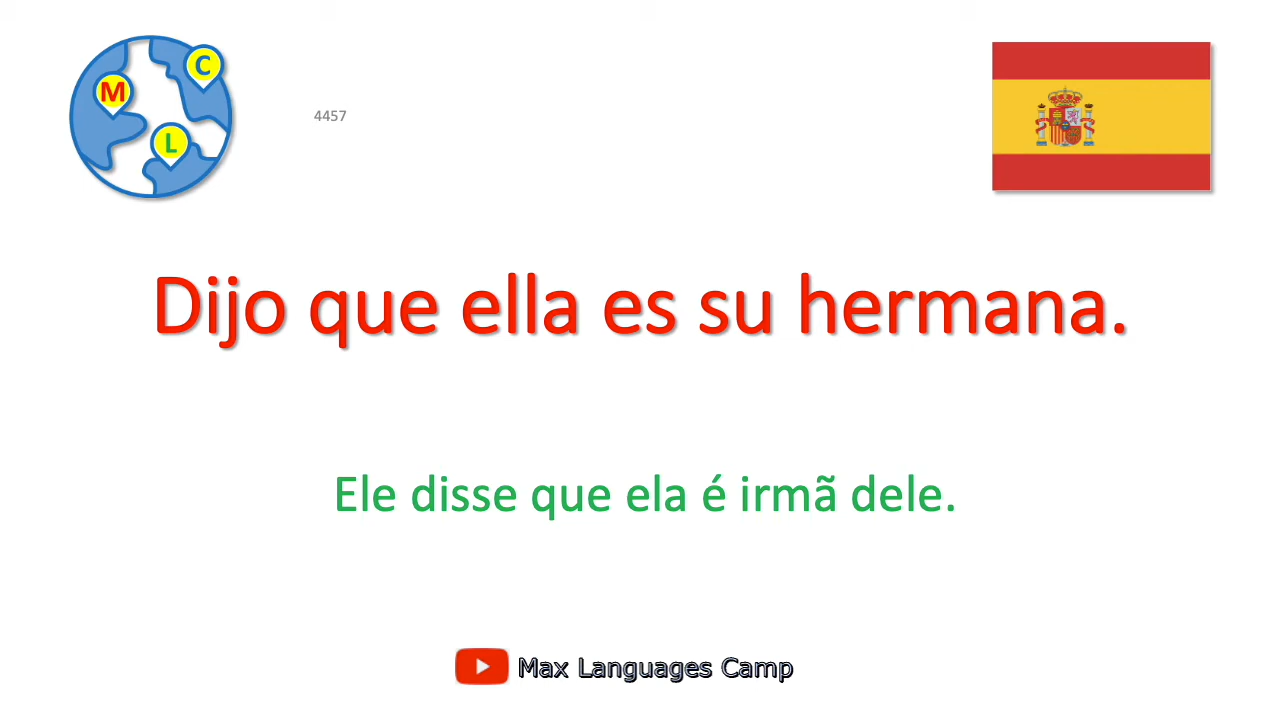 M
C
L
4457
Dijo que ella es su hermana.
Ele disse que ela é irmã dele.
Max Languages Camp